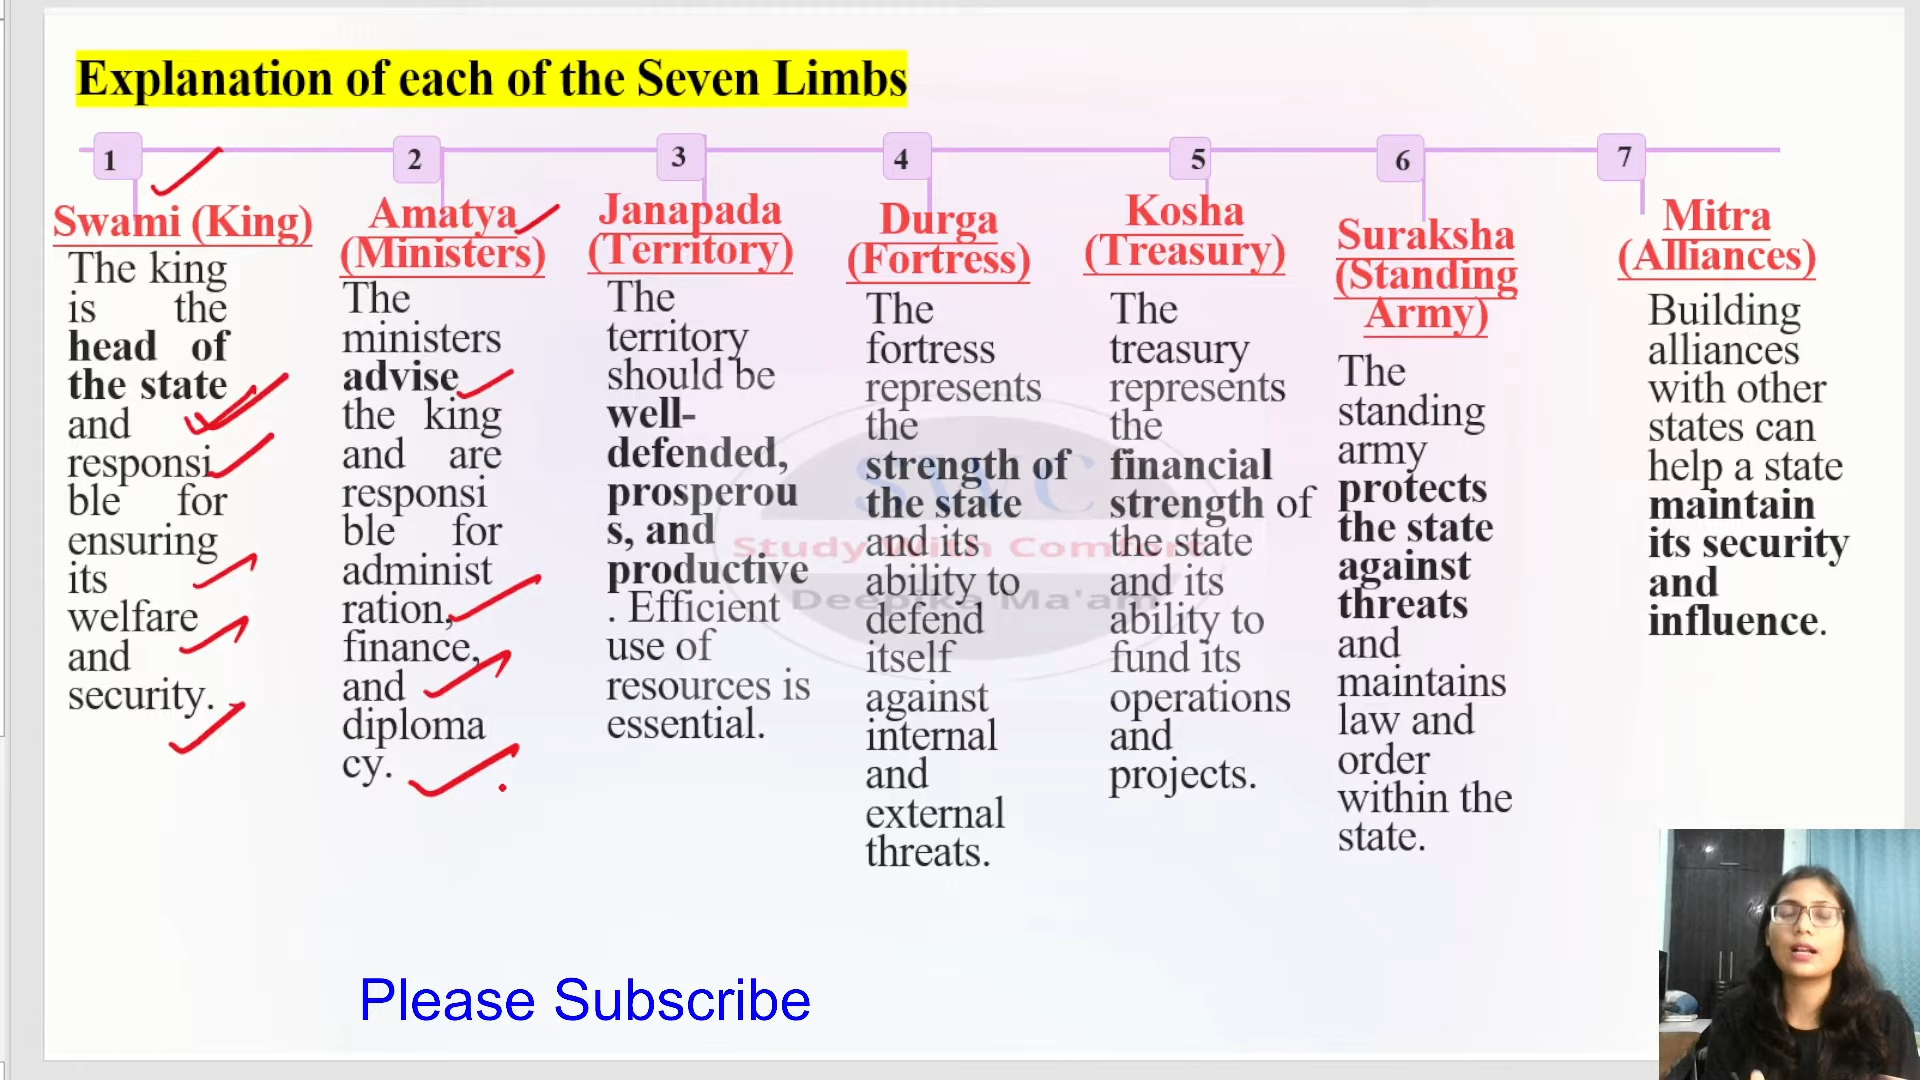 Explanation of each of the Seven Limbs
1
2
3
4
5
6
7
Swami (King)
The king
is the
head of
the state
and
responsi
ble for
ensuring
its
welfare
and
security.
Amatya
(Ministers)
The
ministers
advise
the king
and are
responsi
ble for
administ
ration,
finance,
and
diploma
cy.
Janapada
(Territory)
The
territory
should be
well-
defended,
prosperou
s, and
productive
. Efficient
use of
resources is
essential.
Durga
(Fortress)
The
fortress
represents
the
strength of
the state
and its
ability to
defend
itself
against
internal
and
external
threats.
Kosha
(Treasury)
The
treasury
represents
the
financial
strength of
the state
and its
ability to
fund its
operations
and
projects.
Suraksha
(Standing
Army)
The
standing
army
protects
the state
against
threats
and
maintains
law and
order
within the
state.
Mitra
(Alliances)
Building
alliances
with other
states can
help a state
maintain
its security
and
influence.
SWC
Study With Comfort
Deepika Ma'am
Please Subscribe